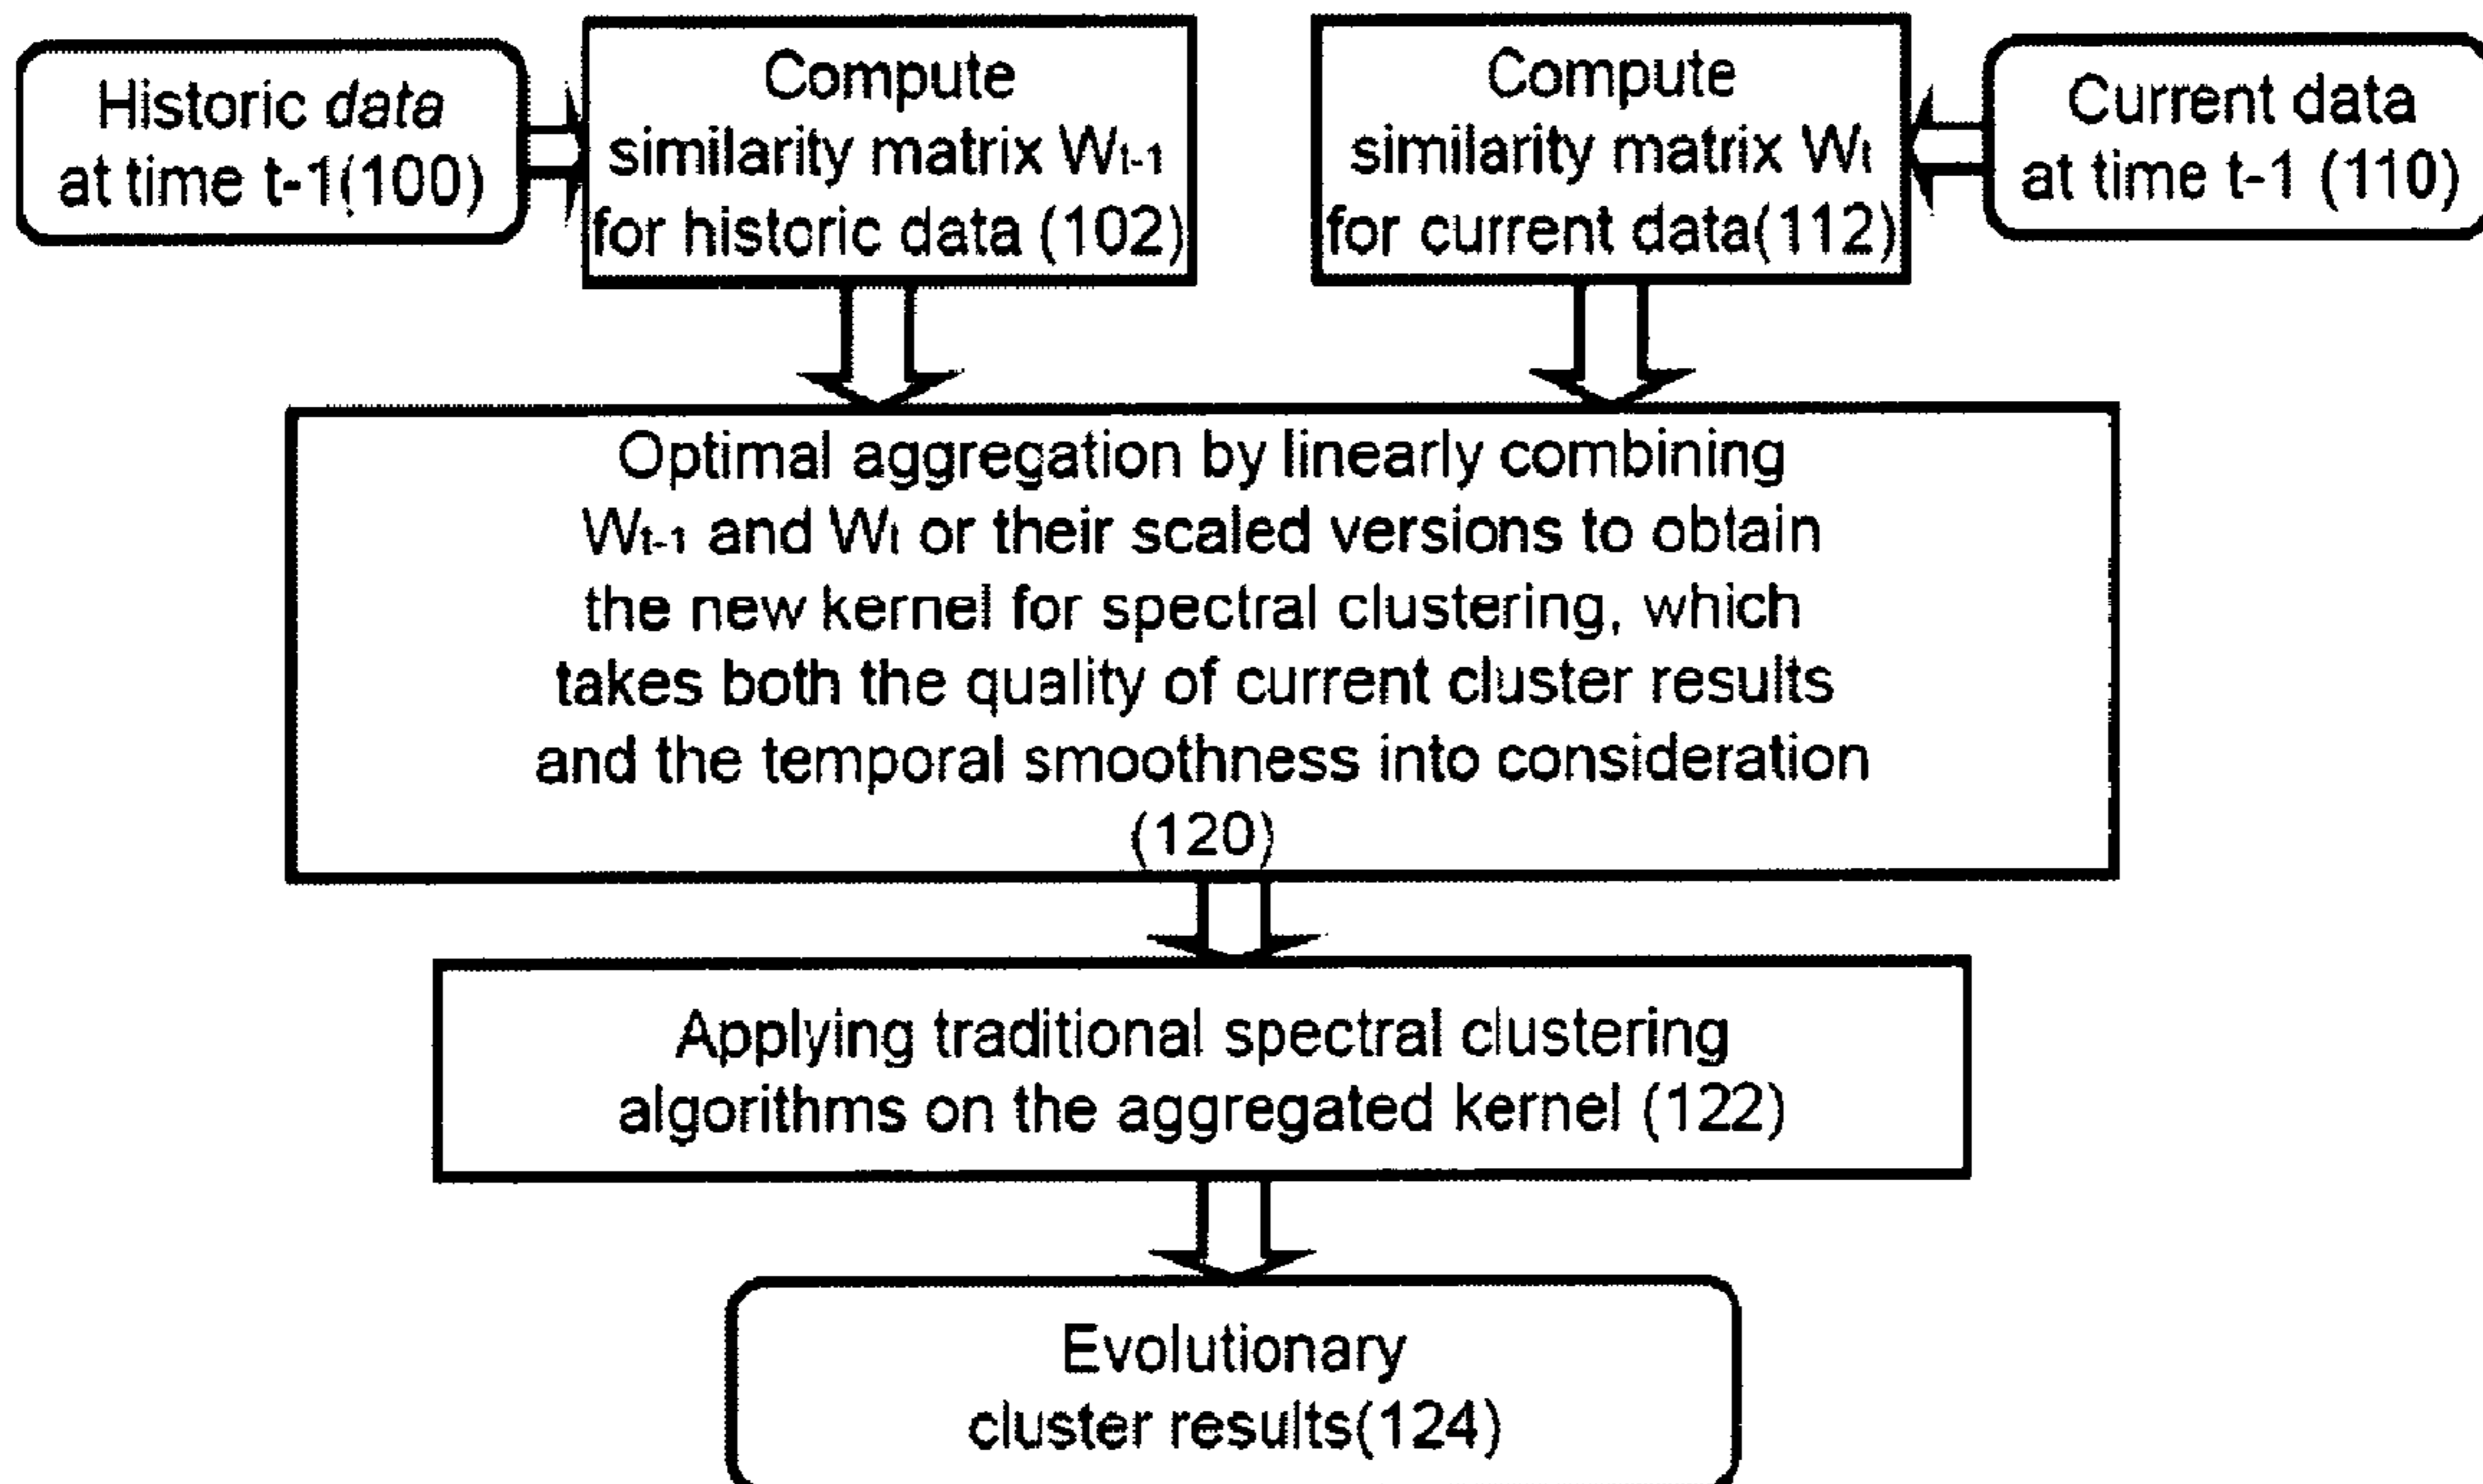 Historic data
at time t-1(100)
Compute
similarity matrix Wt-1
for historic data (102)
Compute
similarity matrix Wt
for current data(112)
Current data
at time t-1 (110)
Optimal aggregation by linearly combining
Wt-1 and Wt or their scaled versions to obtain
the new kernel for spectral clustering, which
takes both the quality of current cluster results
and the temporal smoothness into consideration
(120)
Applying traditional spectral clustering
algorithms on the aggregated kernel (122)
Evolutionary
cluster results(124)